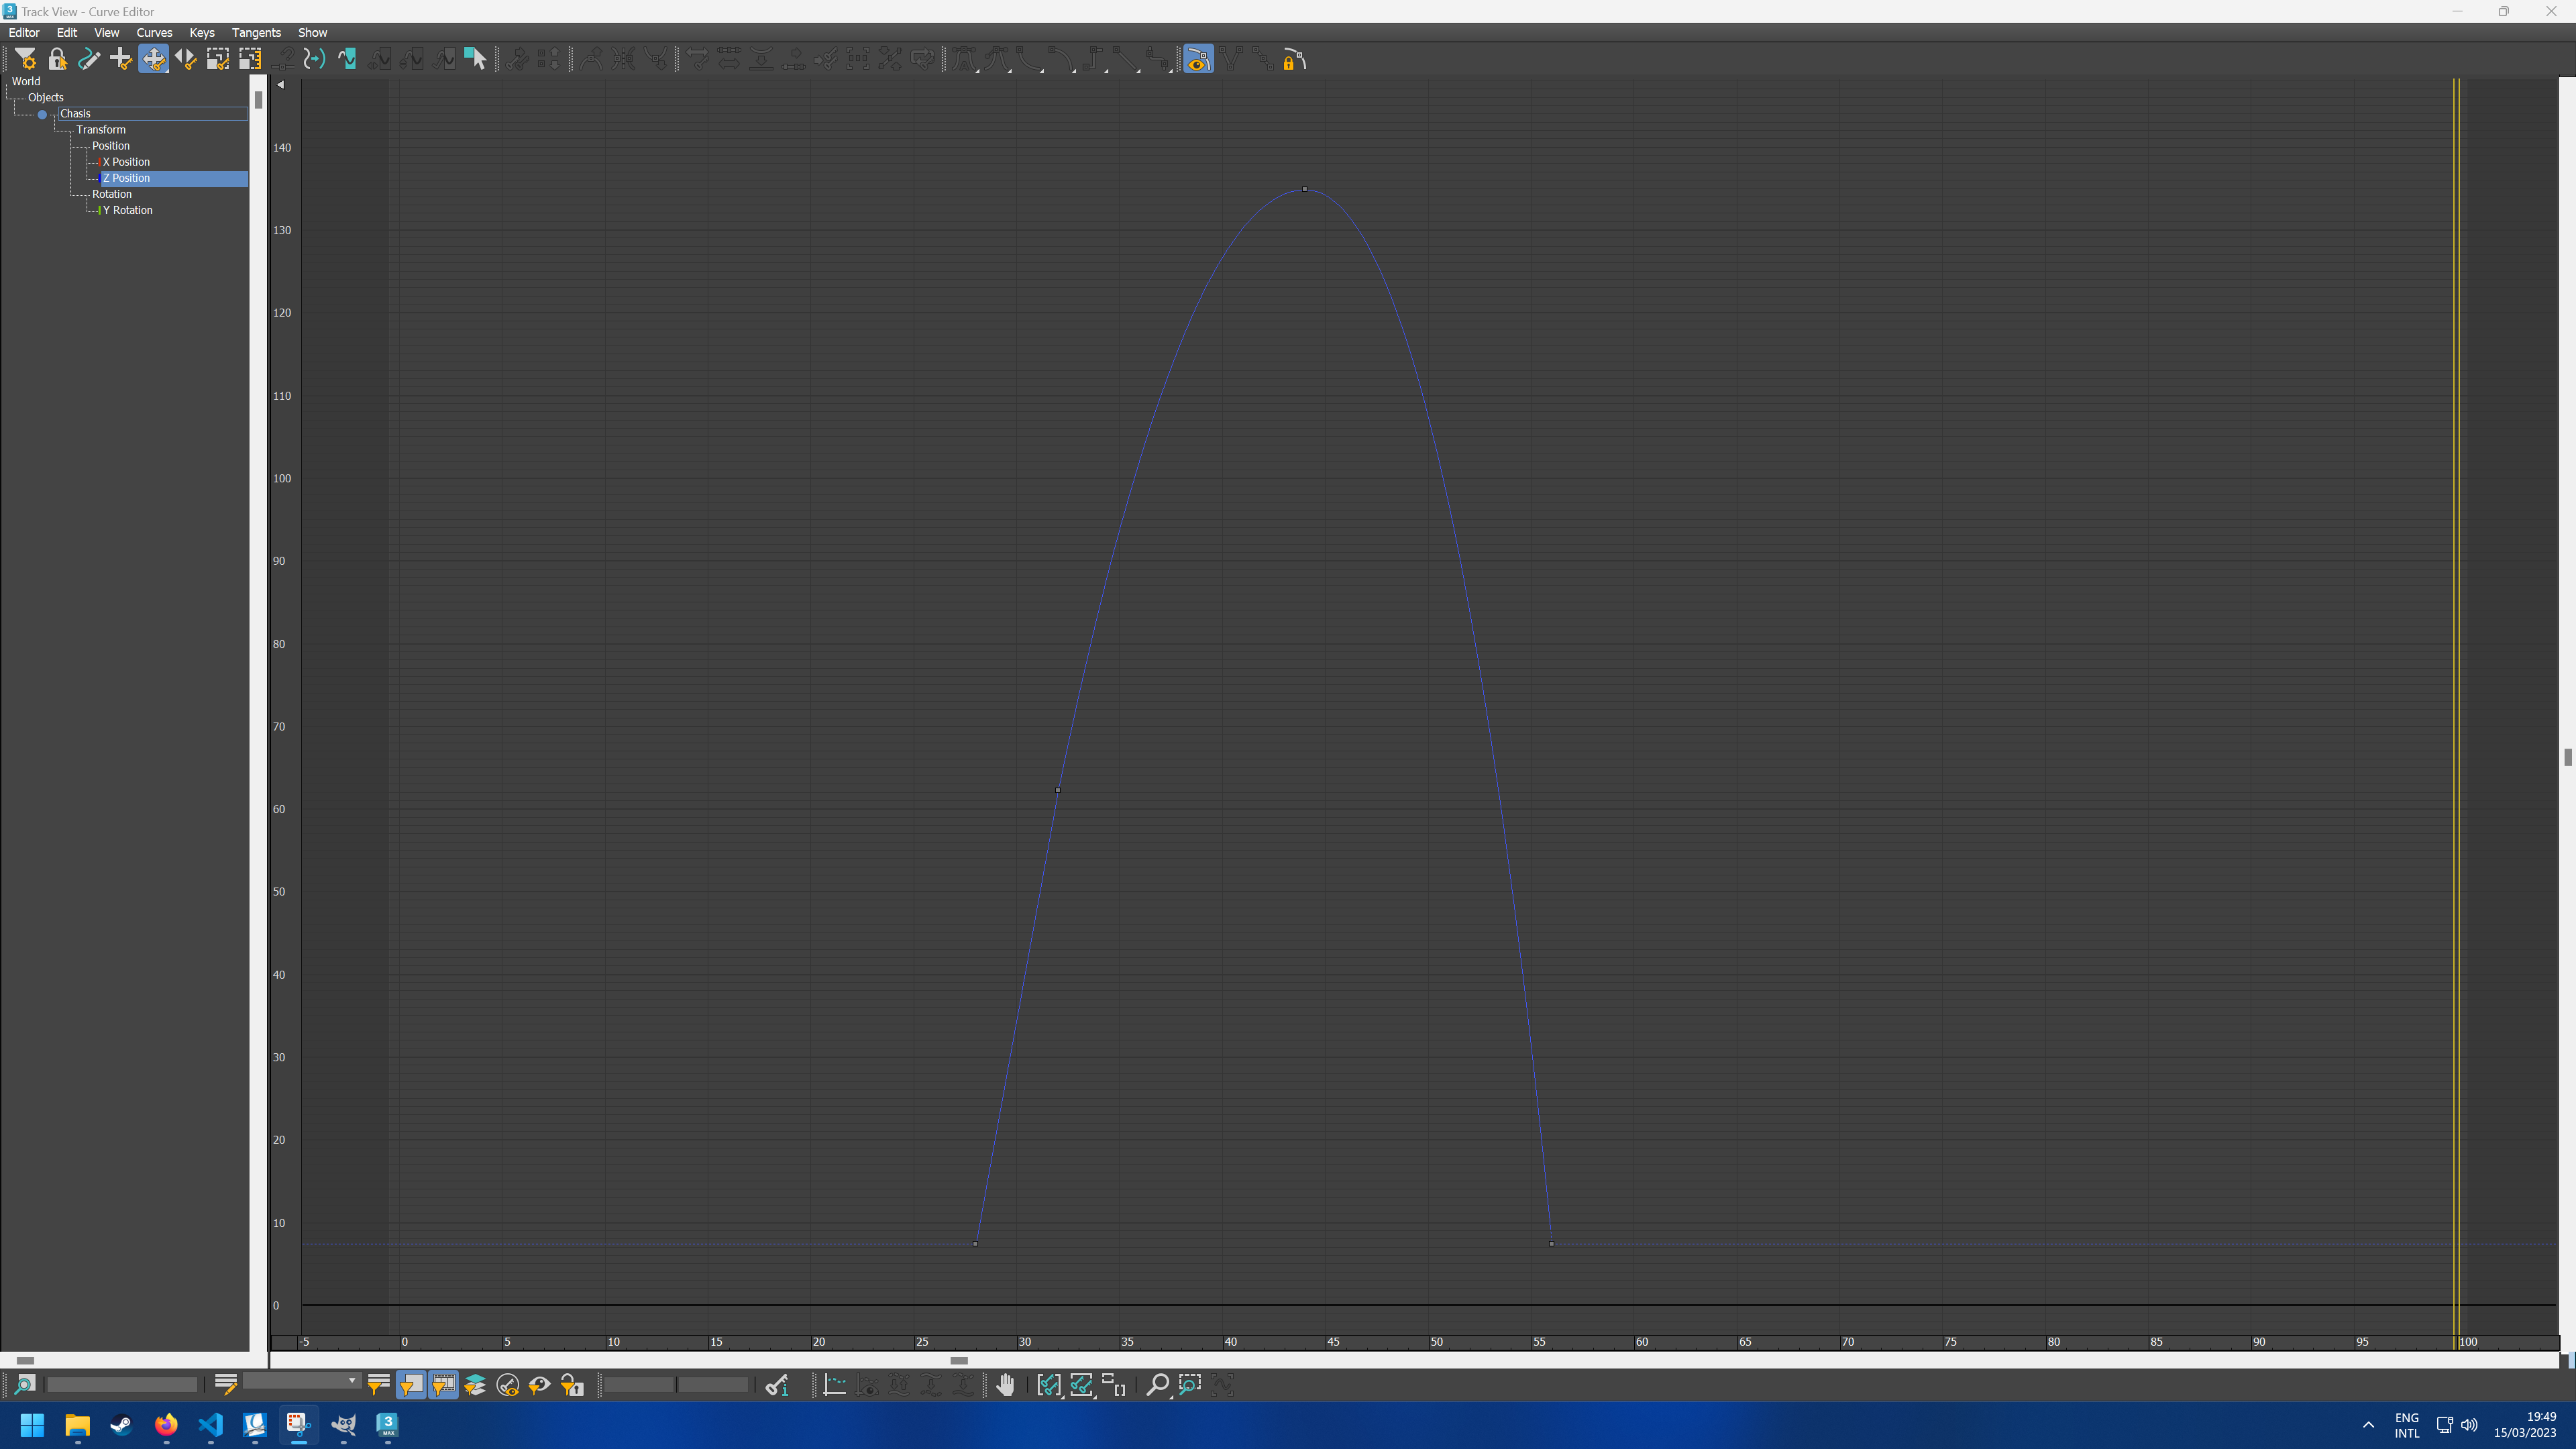 Track View - Curve Editor
Editor Edit View Curves Keys Tangents Show
World
Objects
Chasis
Transform
Position
X Position
Z Position
Rotation
Y Rotation
140
130
120
110
100
90
80
70
60
50
40
30
20
10
0
-5 0 5 10 15 20 25 30 35 40 45 50 55 60 65 70 75 80 85 90 95 100
3
MAX
ENG
INTL
19:49
15/03/2023